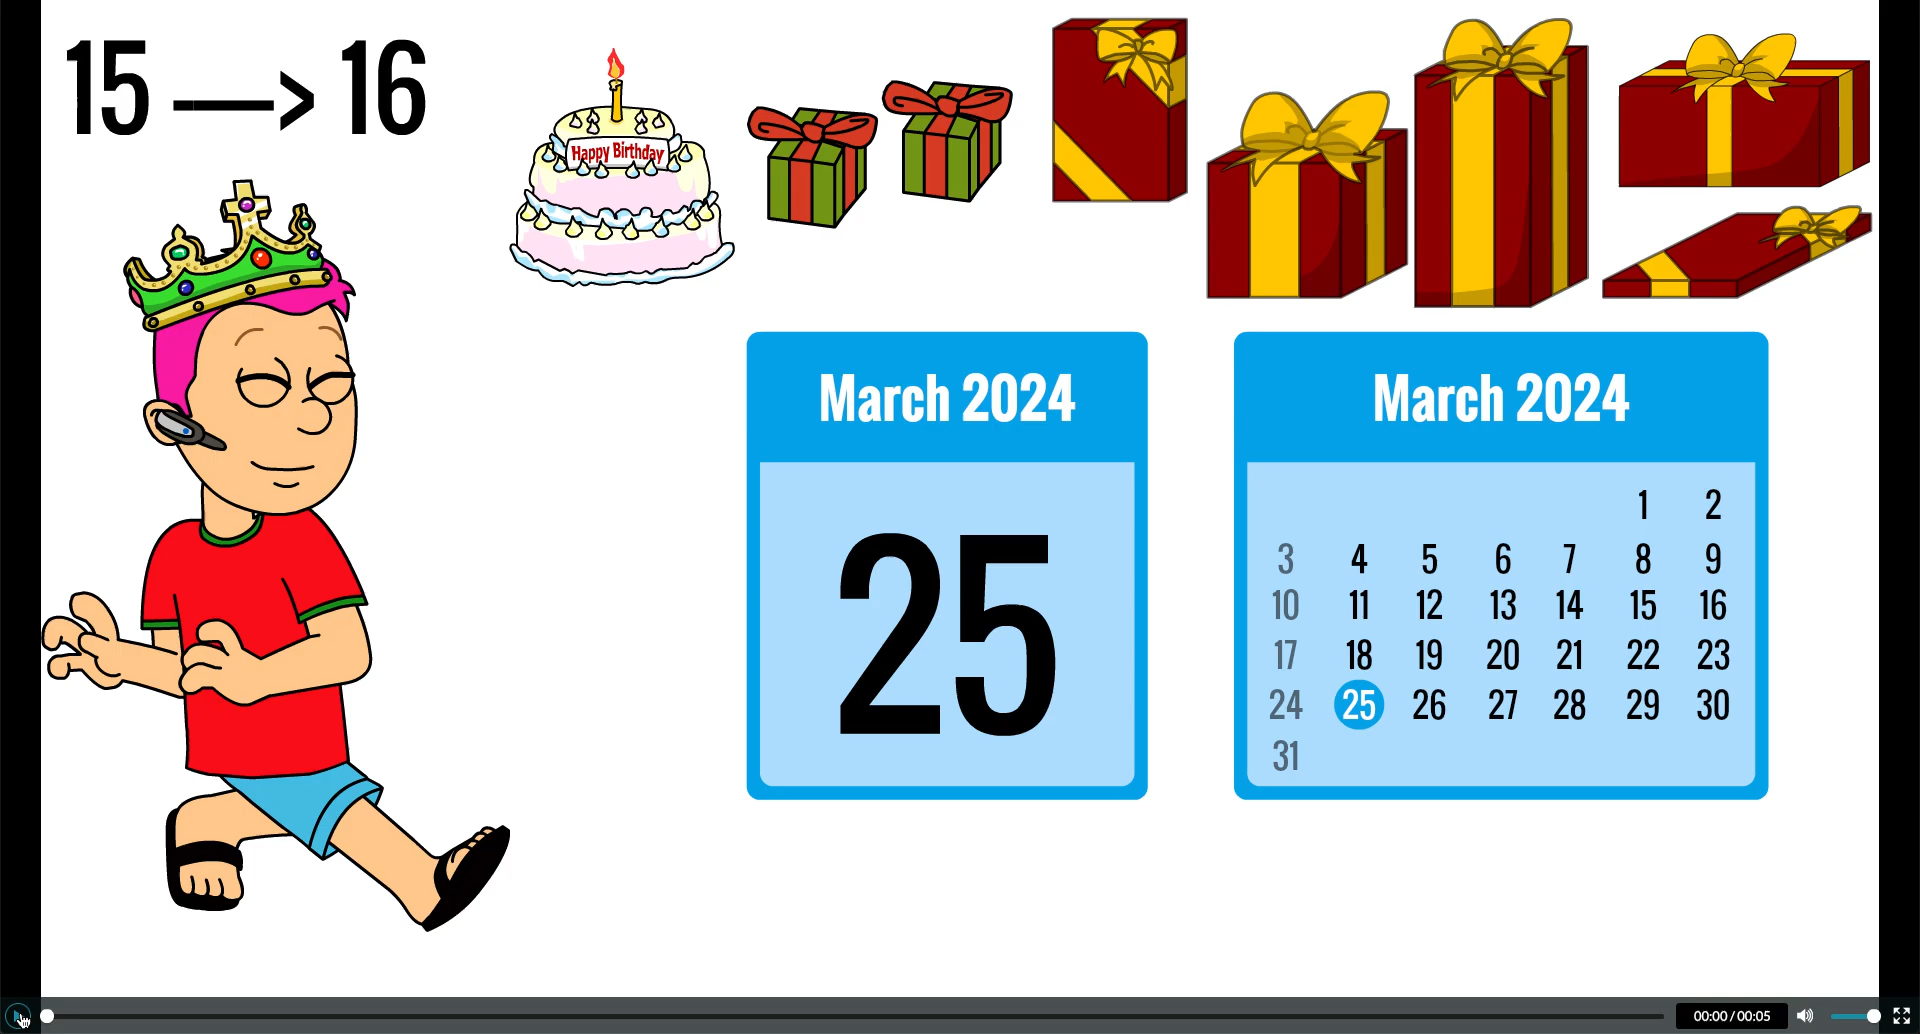 15 —> 16
Happy Birthday
March 2024
25
March 2024
1 2
3 4 5 6 7 8 9
10 11 12 13 14 15 16
17 18 19 20 21 22 23
24 25 26 27 28 29 30
31
00:00 / 00:05